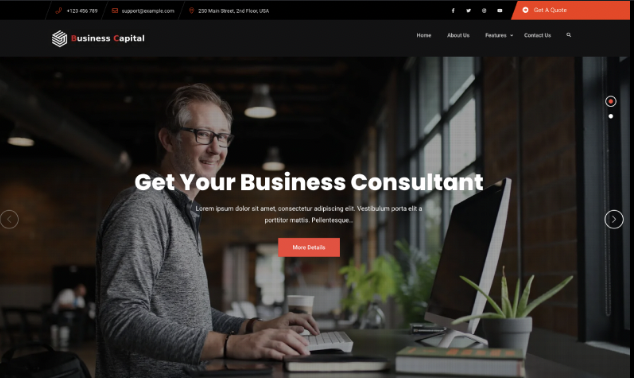 +123 456 789
support@example.com
230 Main Street, 2nd Floor, USA
Get A Quote
Business Capital
Home
About Us
Features
Contact Us
Get Your Business Consultant
Lorem ipsum dolor sit amet, consectetur adipiscing elit. Vestibulum porta elit a
porttitor mattis. Pellentesque...
More Details